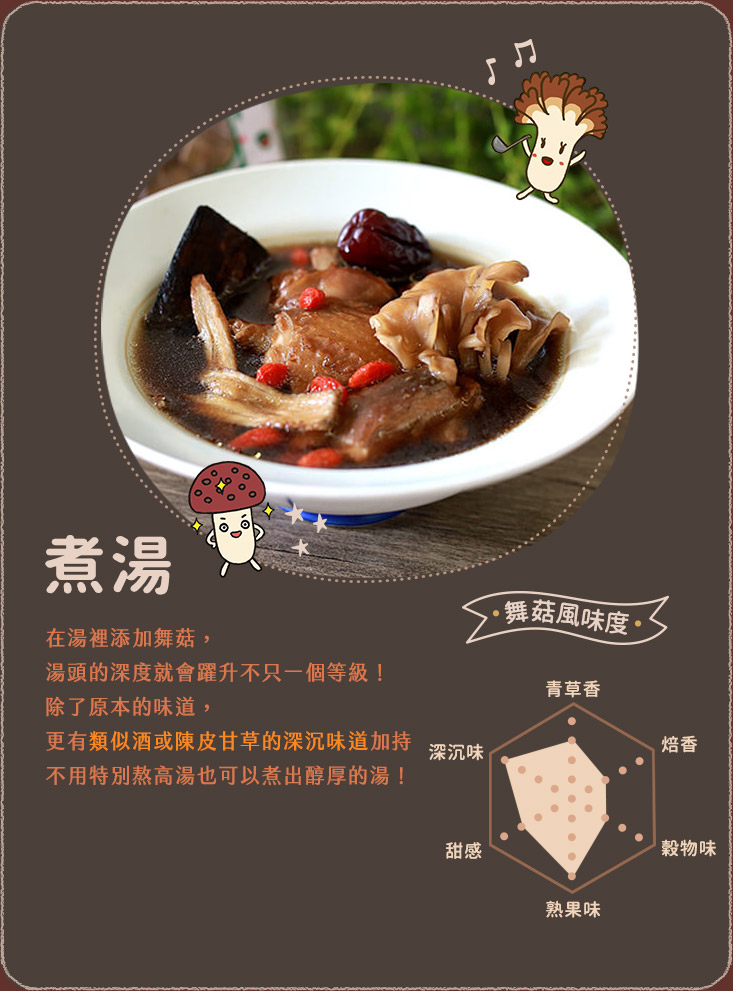 煮湯
在湯裡添加舞菇，
湯頭的深度就會躍升不只一個等級！
除了原本的味道，
更有類似酒或陳皮甘草的深沉味道加持
不用特別熬高湯也可以煮出醇厚的湯！
舞菇風味度
青草香
焙香
穀物味
熟果味
甜感
深沉味